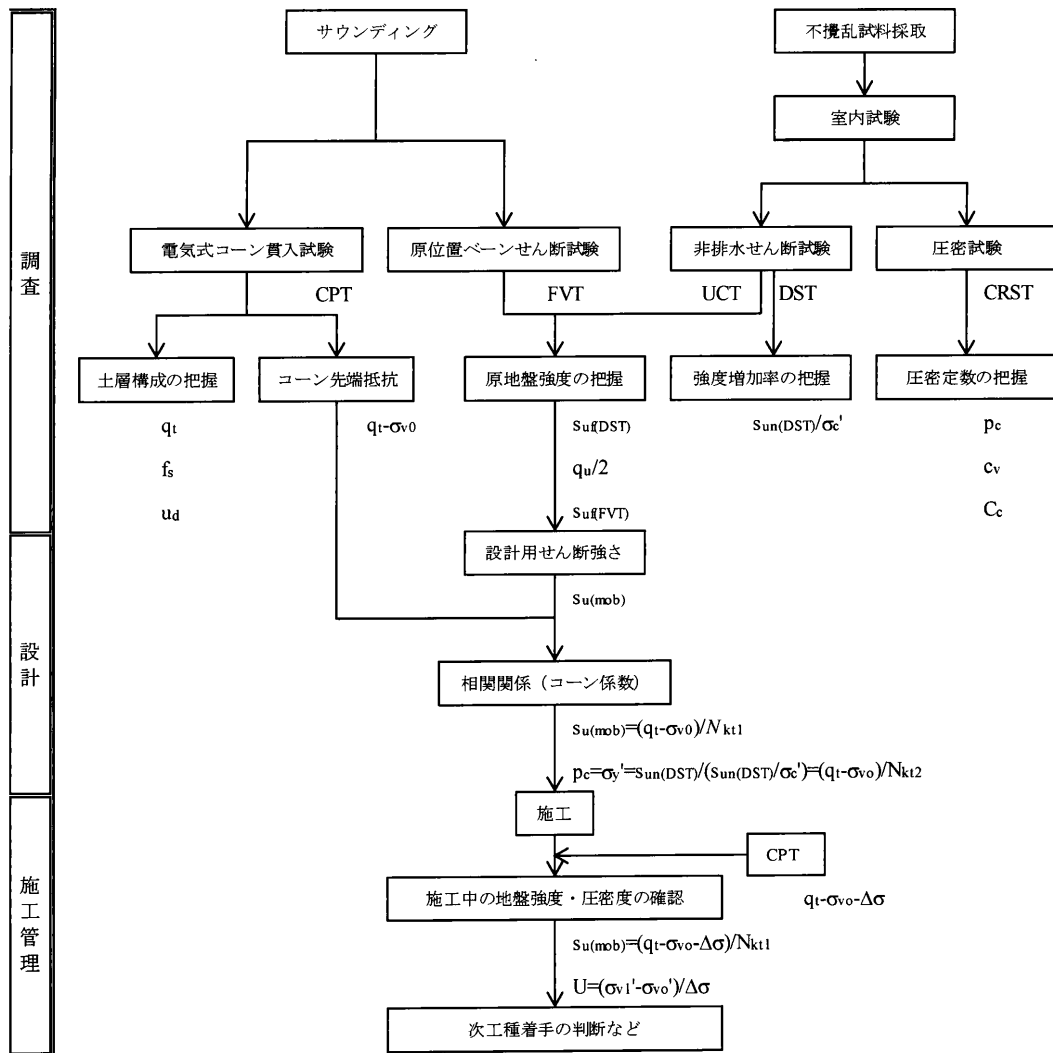 調査
サウンディング
不攪乱試料採取
室内試験
電気式コーン貫入試験
原位置ベーンせん断試験
非排水せん断試験
圧密試験
CPT
FVT
UCT
DST
CRST
土層構成の把握
コーン先端抵抗
原地盤強度の把握
強度増加率の把握
圧密定数の把握
qt
qt-σv0
suf(DST)
sun(DST)/σc'
pc
fs
qu/2
cv
ud
suf(FVT)
Cc
設計
設計用せん断強さ
su(mob)
相関関係（コーン係数）
su(mob)=(qt-σv0)/Nkt1
pc=σy'=sun(DST)/(sun(DST)/σc')=(qt-σvo)/Nkt2
施工管理
施工
CPT
施工中の地盤強度・圧密度の確認
qt-σvo-Δσ
su(mob)=(qt-σvo-Δσ)/Nkt1
U=(σv1'-σvo')/Δσ
次工種着手の判断など